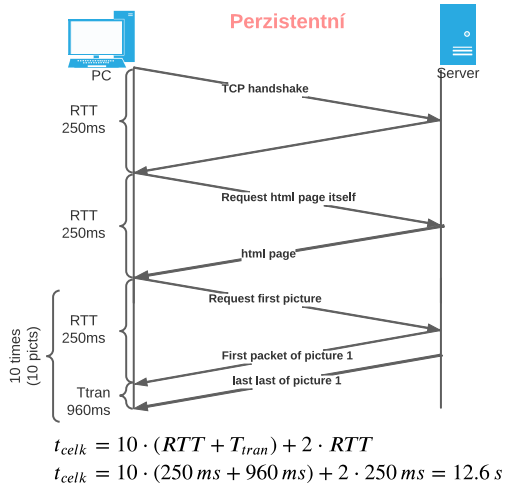 Perzistentní
PC
Server
TCP handshake
RTT
250ms
Request html page itself
RTT
250ms
html page
Request first picture
10 times
(10 picts)
RTT
250ms
First packet of picture 1
last last of picture 1
Ttran
960ms
t_celk = 10 · (RTT + T_tran) + 2 · RTT
t_celk = 10 · (250 ms + 960 ms) + 2 · 250 ms = 12.6 s